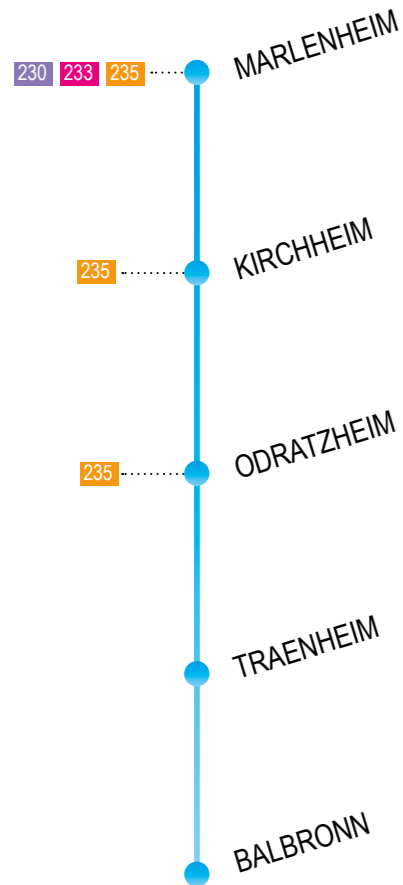 230 233 235 MARLENHEIM
235 KIRCHHEIM
235 ODRATZHEIM
TRAENHEIM
BALBRONN